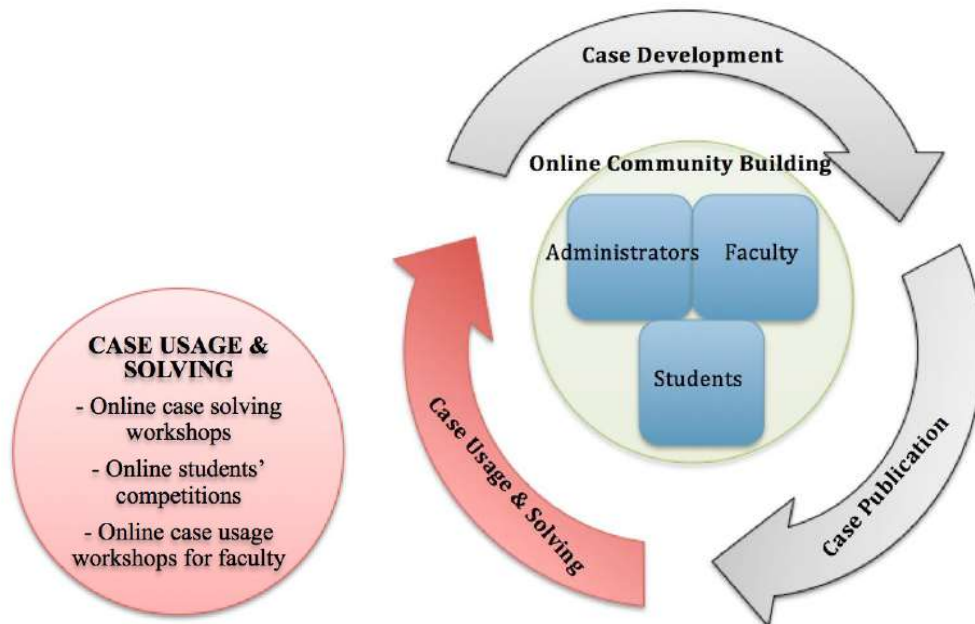 Case Development
Online Community Building
Administrators
Faculty
Students
Case Publication
Case Usage & Solving
CASE USAGE &
SOLVING
- Online case solving
workshops
- Online students'
competitions
- Online case usage
workshops for faculty